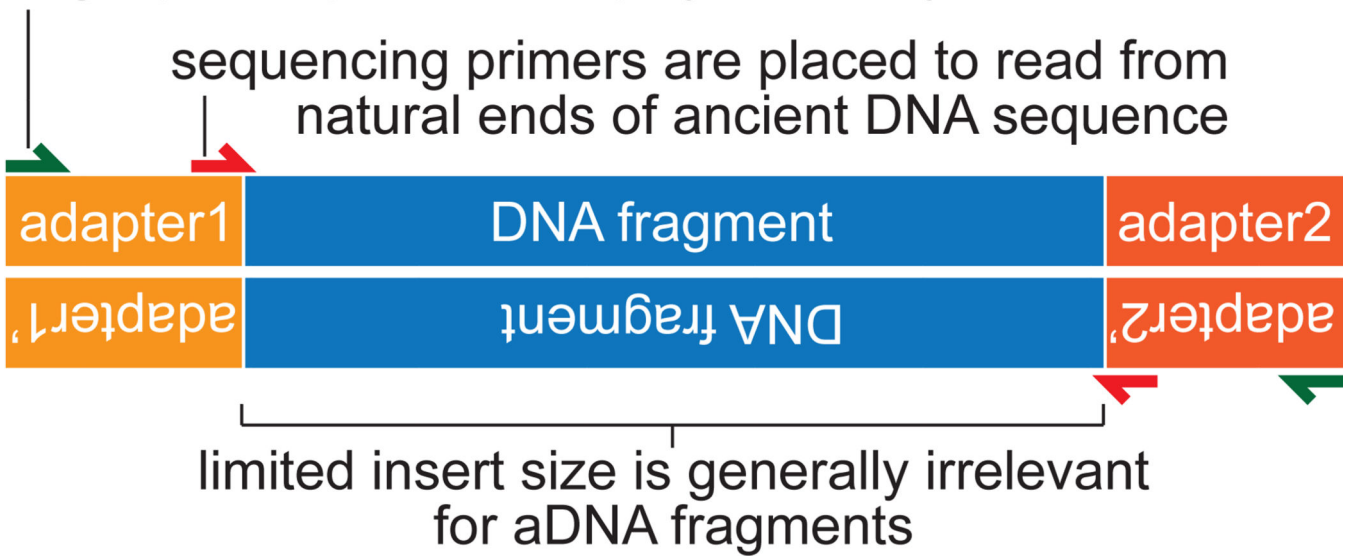 sequencing primers are placed to read from
natural ends of ancient DNA sequence
adapter1 DNA fragment adapter2
adapter1' DNA fragment adapter2'
limited insert size is generally irrelevant
for aDNA fragments